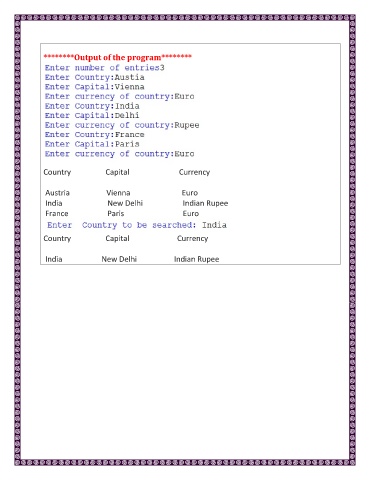 ********Output of the program********
Enter number of entries3
Enter Country:Austia
Enter Capital:Vienna
Enter currency of country:Euro
Enter Country:India
Enter Capital:Delhi
Enter currency of country:Rupee
Enter Country:France
Enter Capital:Paris
Enter currency of country:Euro
Country Capital Currency
Austria Vienna Euro
India New Delhi Indian Rupee
France Paris Euro
Enter Country to be searched: India
Country Capital Currency
India New Delhi Indian Rupee